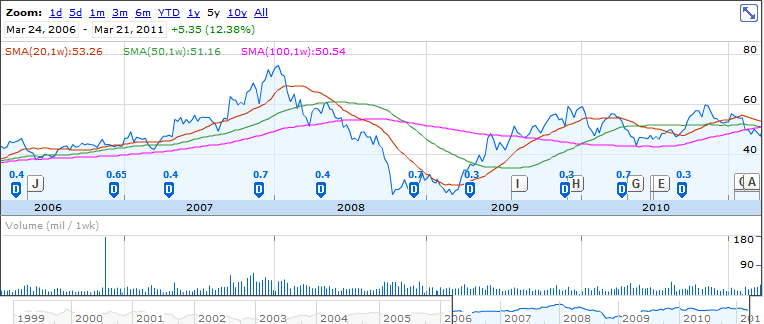 Zoom: 1d 5d 1m 3m 6m YTD 1y 5y 10y All
Mar 24, 2006 - Mar 21, 2011 +5.35 (12.38%)
SMA(20,1w):53.26 SMA(50,1w):51.16 SMA(100,1w):50.54
80
60
40
0.4 0.65 0.4 0.7 0.4 0.7 0.3 0.3 0.7 0.3
D J D D D D D D I D H D G E D A
2006 2007 2008 2009 2010
Volume (mil / 1wk)
180
90
1999 2000 2001 2002 2003 2004 2005 2006 2007 2008 2009 2010